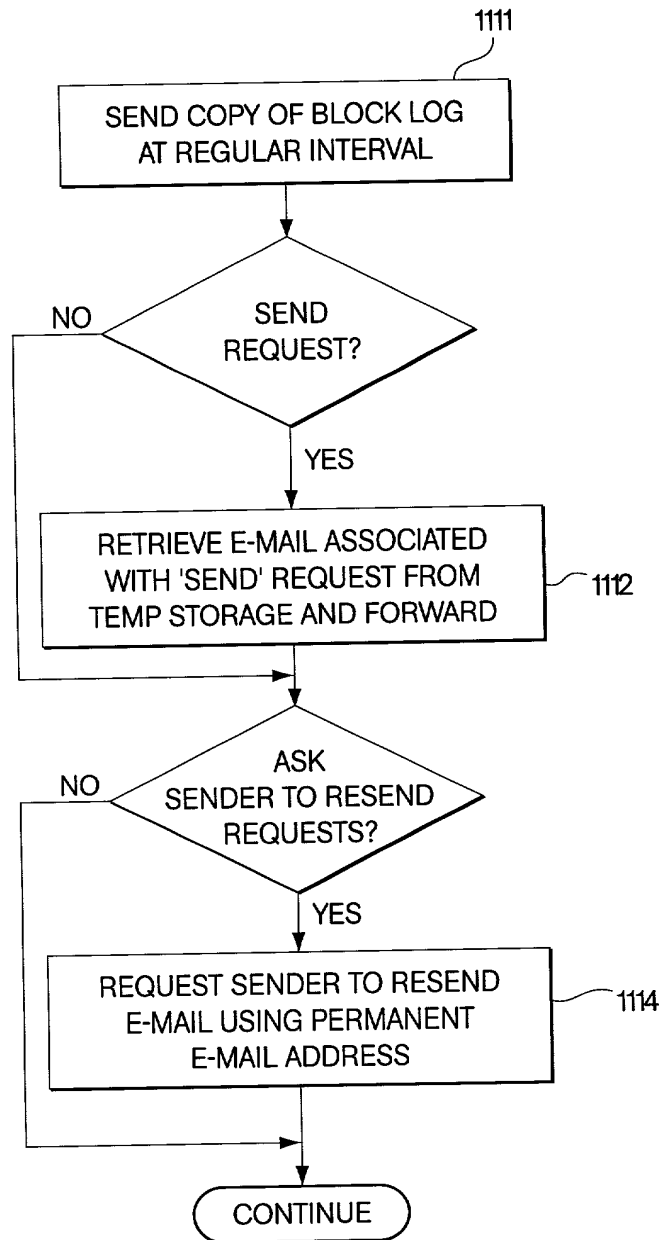 1111
SEND COPY OF BLOCK LOG
AT REGULAR INTERVAL
SEND
REQUEST?
NO
YES
RETRIEVE E-MAIL ASSOCIATED
WITH 'SEND' REQUEST FROM
TEMP STORAGE AND FORWARD
1112
ASK
SENDER TO RESEND
REQUESTS?
NO
YES
REQUEST SENDER TO RESEND
E-MAIL USING PERMANENT
E-MAIL ADDRESS
1114
CONTINUE